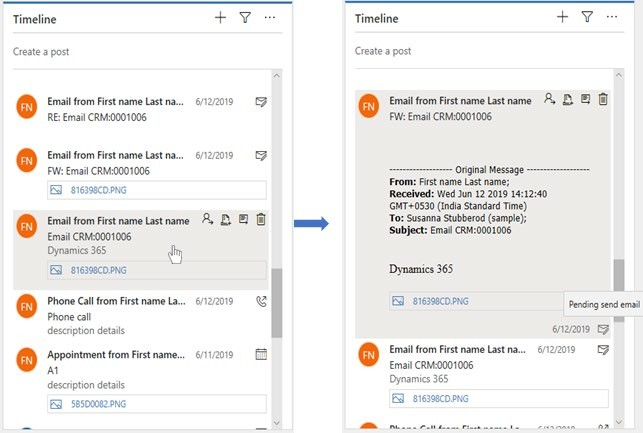 Timeline
Create a post
FN
Email from First name Last na... 6/12/2019
RE: Email CRM:0001006
FN
Email from First name Last na... 6/12/2019
FW: Email CRM:0001006
816398CD.PNG
FN
Email from First name Last name
Email CRM:0001006
Dynamics 365
816398CD.PNG
FN
Phone Call from First name La... 6/12/2019
Phone call
description details
FN
Appointment from First name... 6/11/2019
A1
description details
5B5D0082.PNG
Timeline
Create a post
FN
Email from First name Last name
FW: Email CRM:0001006
------------------- Original Message -------------------
From: First name Last name;
Received: Wed Jun 12 2019 14:12:40
GMT+0530 (India Standard Time)
To: Susanna Stubberod (sample);
Subject: Email CRM:0001006
Dynamics 365
816398CD.PNG
Pending send email
6/12/2019
FN
Email from First name Last na... 6/12/2019
Email CRM:0001006
Dynamics 365
816398CD.PNG